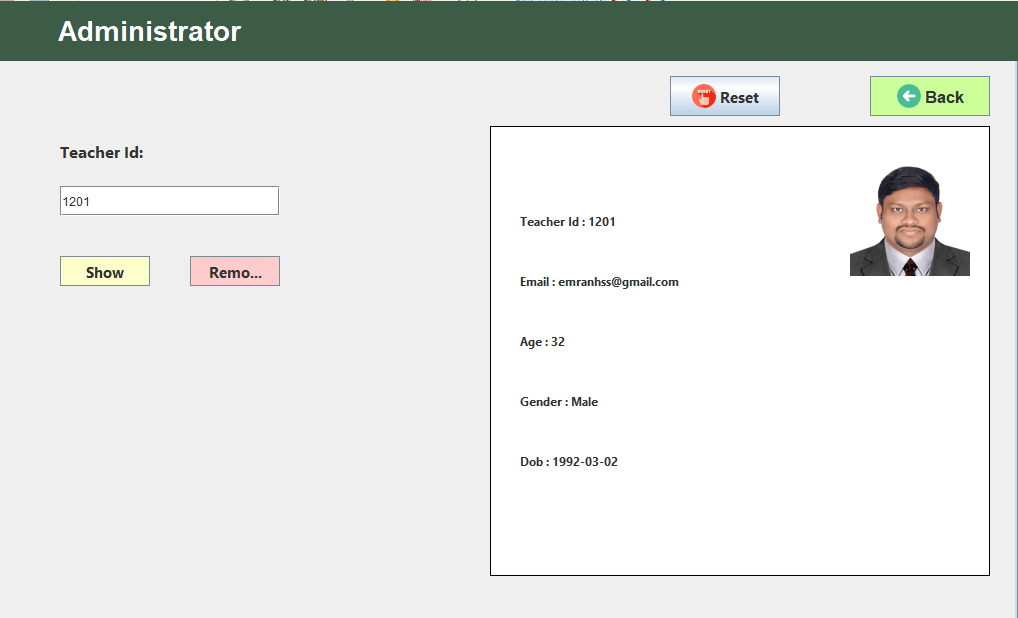 Administrator
Reset
Back
Teacher Id:
1201
Show
Remo...
Teacher Id : 1201
Email : emranhss@gmail.com
Age : 32
Gender : Male
Dob : 1992-03-02